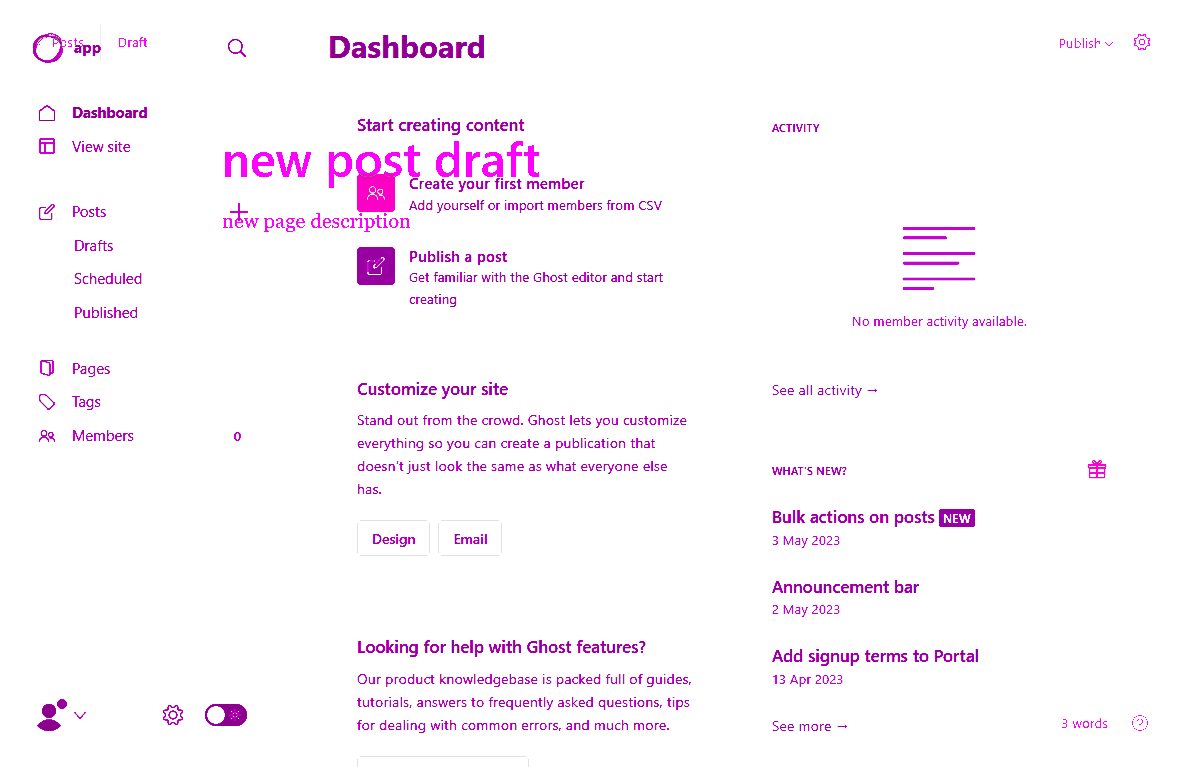 Posts
app
Draft
Dashboard
Publish
Dashboard
View site
Start creating content
ACTIVITY
new post draft
Create your first member
Add yourself or import members from CSV
Posts
new page description
Drafts
Publish a post
Get familiar with the Ghost editor and start
creating
Scheduled
Published
No member activity available.
Pages
Tags
Members
0
Customize your site
Stand out from the crowd. Ghost lets you customize
everything so you can create a publication that
doesn't just look the same as what everyone else
has.
Design
Email
See all activity →
WHAT'S NEW?
Bulk actions on posts NEW
3 May 2023
Announcement bar
2 May 2023
Add signup terms to Portal
13 Apr 2023
See more →
Looking for help with Ghost features?
Our product knowledgebase is packed full of guides,
tutorials, answers to frequently asked questions, tips
for dealing with common errors, and much more.
3 words
?